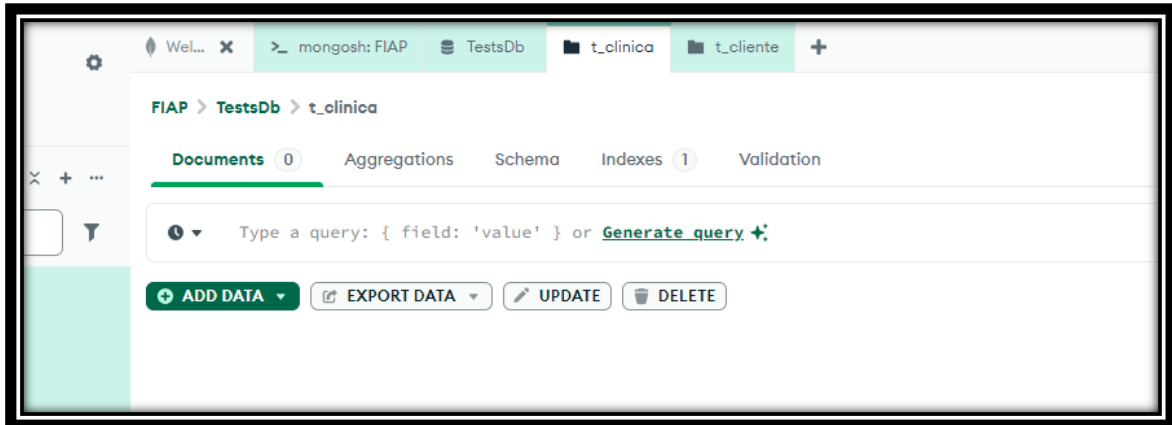 Wel... mongosh: FIAP TestsDb t_clinica t_cliente
FIAP > TestsDb > t_clinica
Documents 0 Aggregations Schema Indexes 1 Validation
Type a query: { field: 'value' } or Generate query
ADD DATA EXPORT DATA UPDATE DELETE